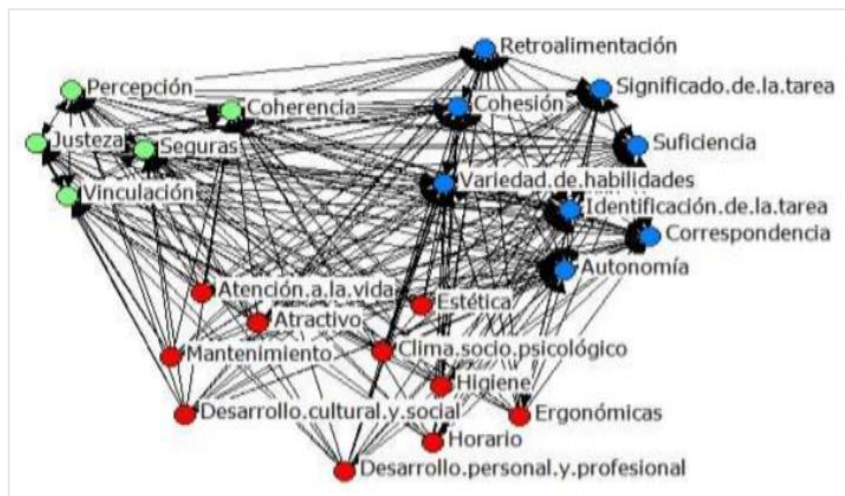 Retroalimentación
Percepción
Significado.de.la.tarea
Coherencia
Cohesión
Justeza
Seguras
Suficiencia
Vinculación
Variedad.de.habilidades
Identificación.de.la.tarea
Correspondencia
Autonomía
Atención.a.la.vida
Estética
Atractivo
Mantenimiento
Clima.socio.psicológico
Higiene
Desarrollo.cultural.y.social
Ergonómicas
Horario
Desarrollo.personal.y.profesional